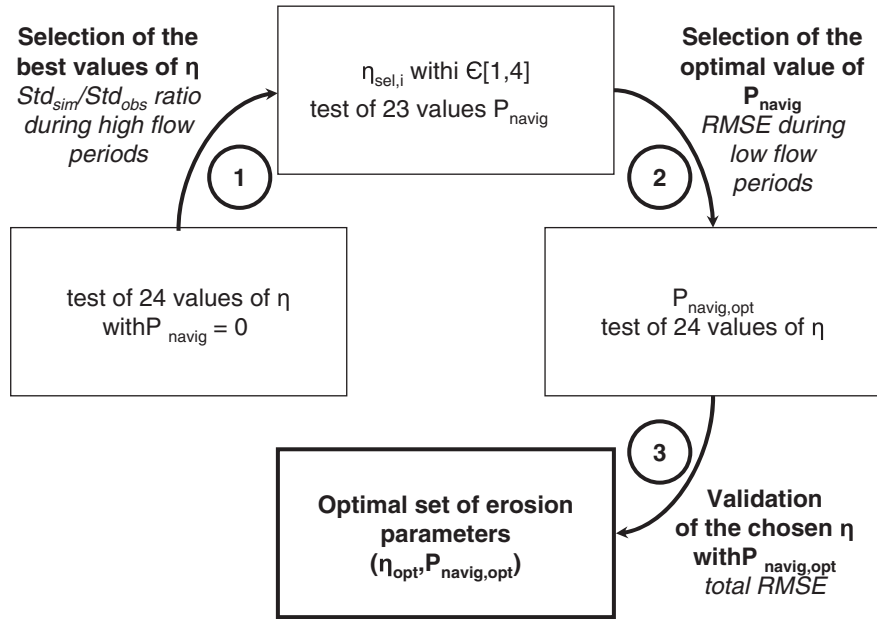 Selection of the
best values of η
Std_sim/Std_obs ratio
during high flow
periods
1
η_sel,i withi Є[1,4]
test of 23 values P_navig
Selection of the
optimal value of
P_navig
RMSE during
low flow
periods
2
test of 24 values of η
withP_navig = 0
P_navig,opt
test of 24 values of η
3
Optimal set of erosion
parameters
(η_opt,P_navig,opt)
Validation
of the chosen η
withP_navig,opt
total RMSE